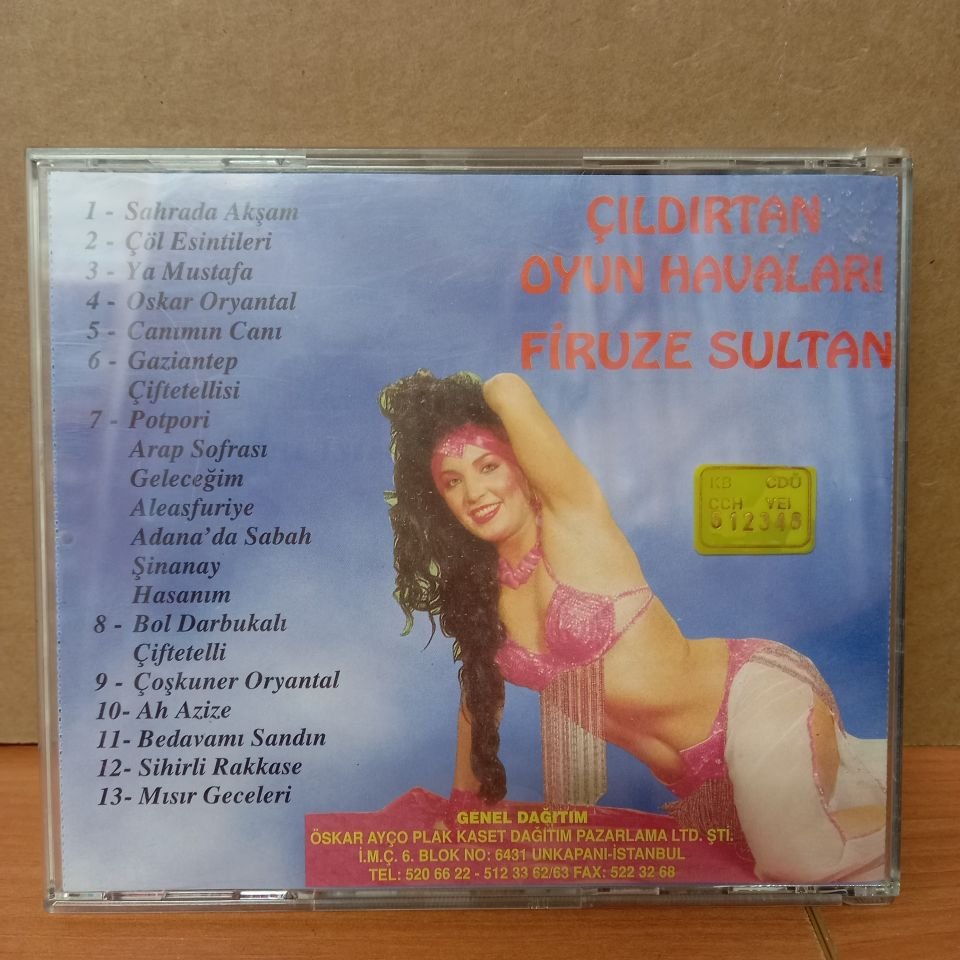 1 - Sahrada Akşam
2 - Çöl Esintileri
3 - Ya Mustafa
4 - Oskar Oryantal
5 - Canımın Canı
6 - Gaziantep
Çiftetellisi
7 - Potpori
Arap Sofrası
Geleceğim
Aleasfuriye
Adana'da Sabah
Şinanay
Hasanım
8 - Bol Darbukalı
Çiftetelli
9 - Çoşkuner Oryantal
10- Ah Azize
11- Bedavamı Sandın
12- Sihirli Rakkase
13- Mısır Geceleri
ÇILDIRTAN
OYUN HAVALARI
FİRUZE SULTAN
KB CDÜ
CCH VEI
612348
GENEL DAĞITIM
ÖSKAR AYÇO PLAK KASET DAĞITIM PAZARLAMA LTD. ŞTİ.
İ.M.Ç. 6. BLOK NO: 6431 UNKAPANI-İSTANBUL
TEL: 520 66 22 - 512 33 62/63 FAX: 522 32 68